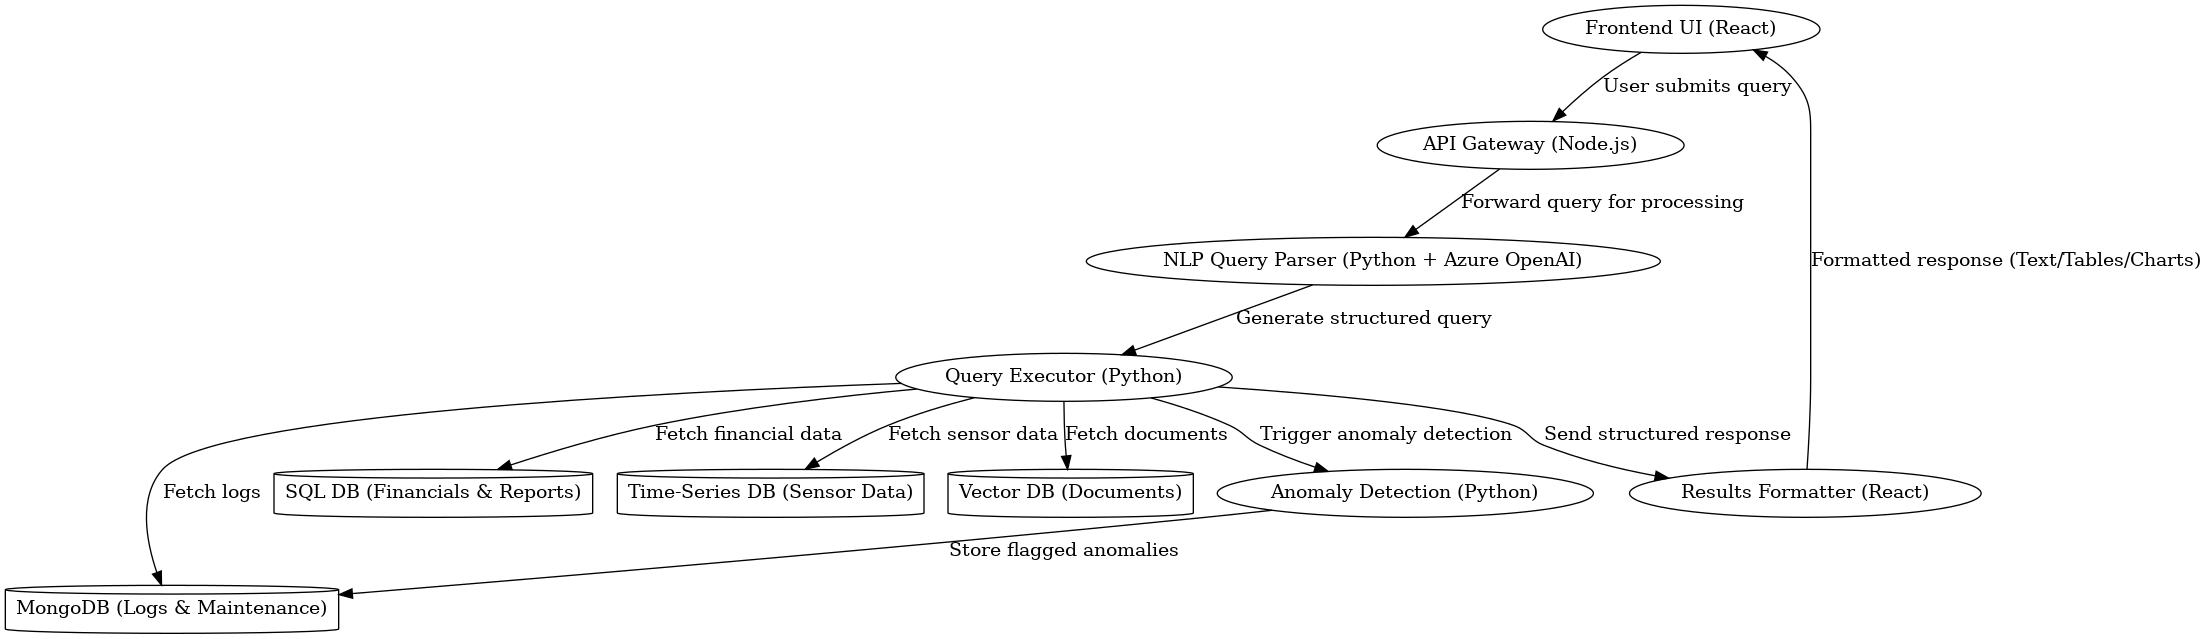 Frontend UI (React)
User submits query
API Gateway (Node.js)
Forward query for processing
NLP Query Parser (Python + Azure OpenAI)
Formatted response (Text/Tables/Charts)
Generate structured query
Query Executor (Python)
Fetch financial data
Fetch sensor data
Fetch documents
Trigger anomaly detection
Send structured response
Fetch logs
SQL DB (Financials & Reports)
Time-Series DB (Sensor Data)
Vector DB (Documents)
Anomaly Detection (Python)
Results Formatter (React)
Store flagged anomalies
MongoDB (Logs & Maintenance)